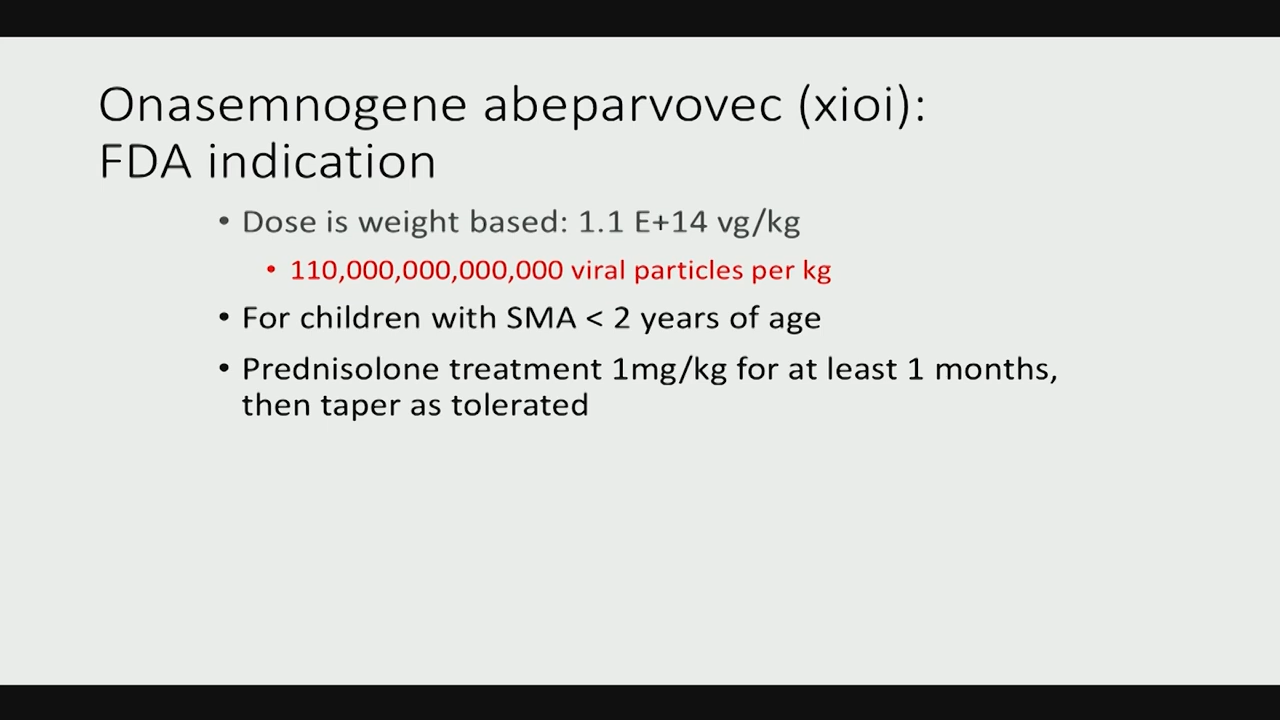 Onasemnogene abeparvovec (xioi):
FDA indication
• Dose is weight based: 1.1 E+14 vg/kg
• 110,000,000,000,000 viral particles per kg
• For children with SMA < 2 years of age
• Prednisolone treatment 1mg/kg for at least 1 months,
then taper as tolerated